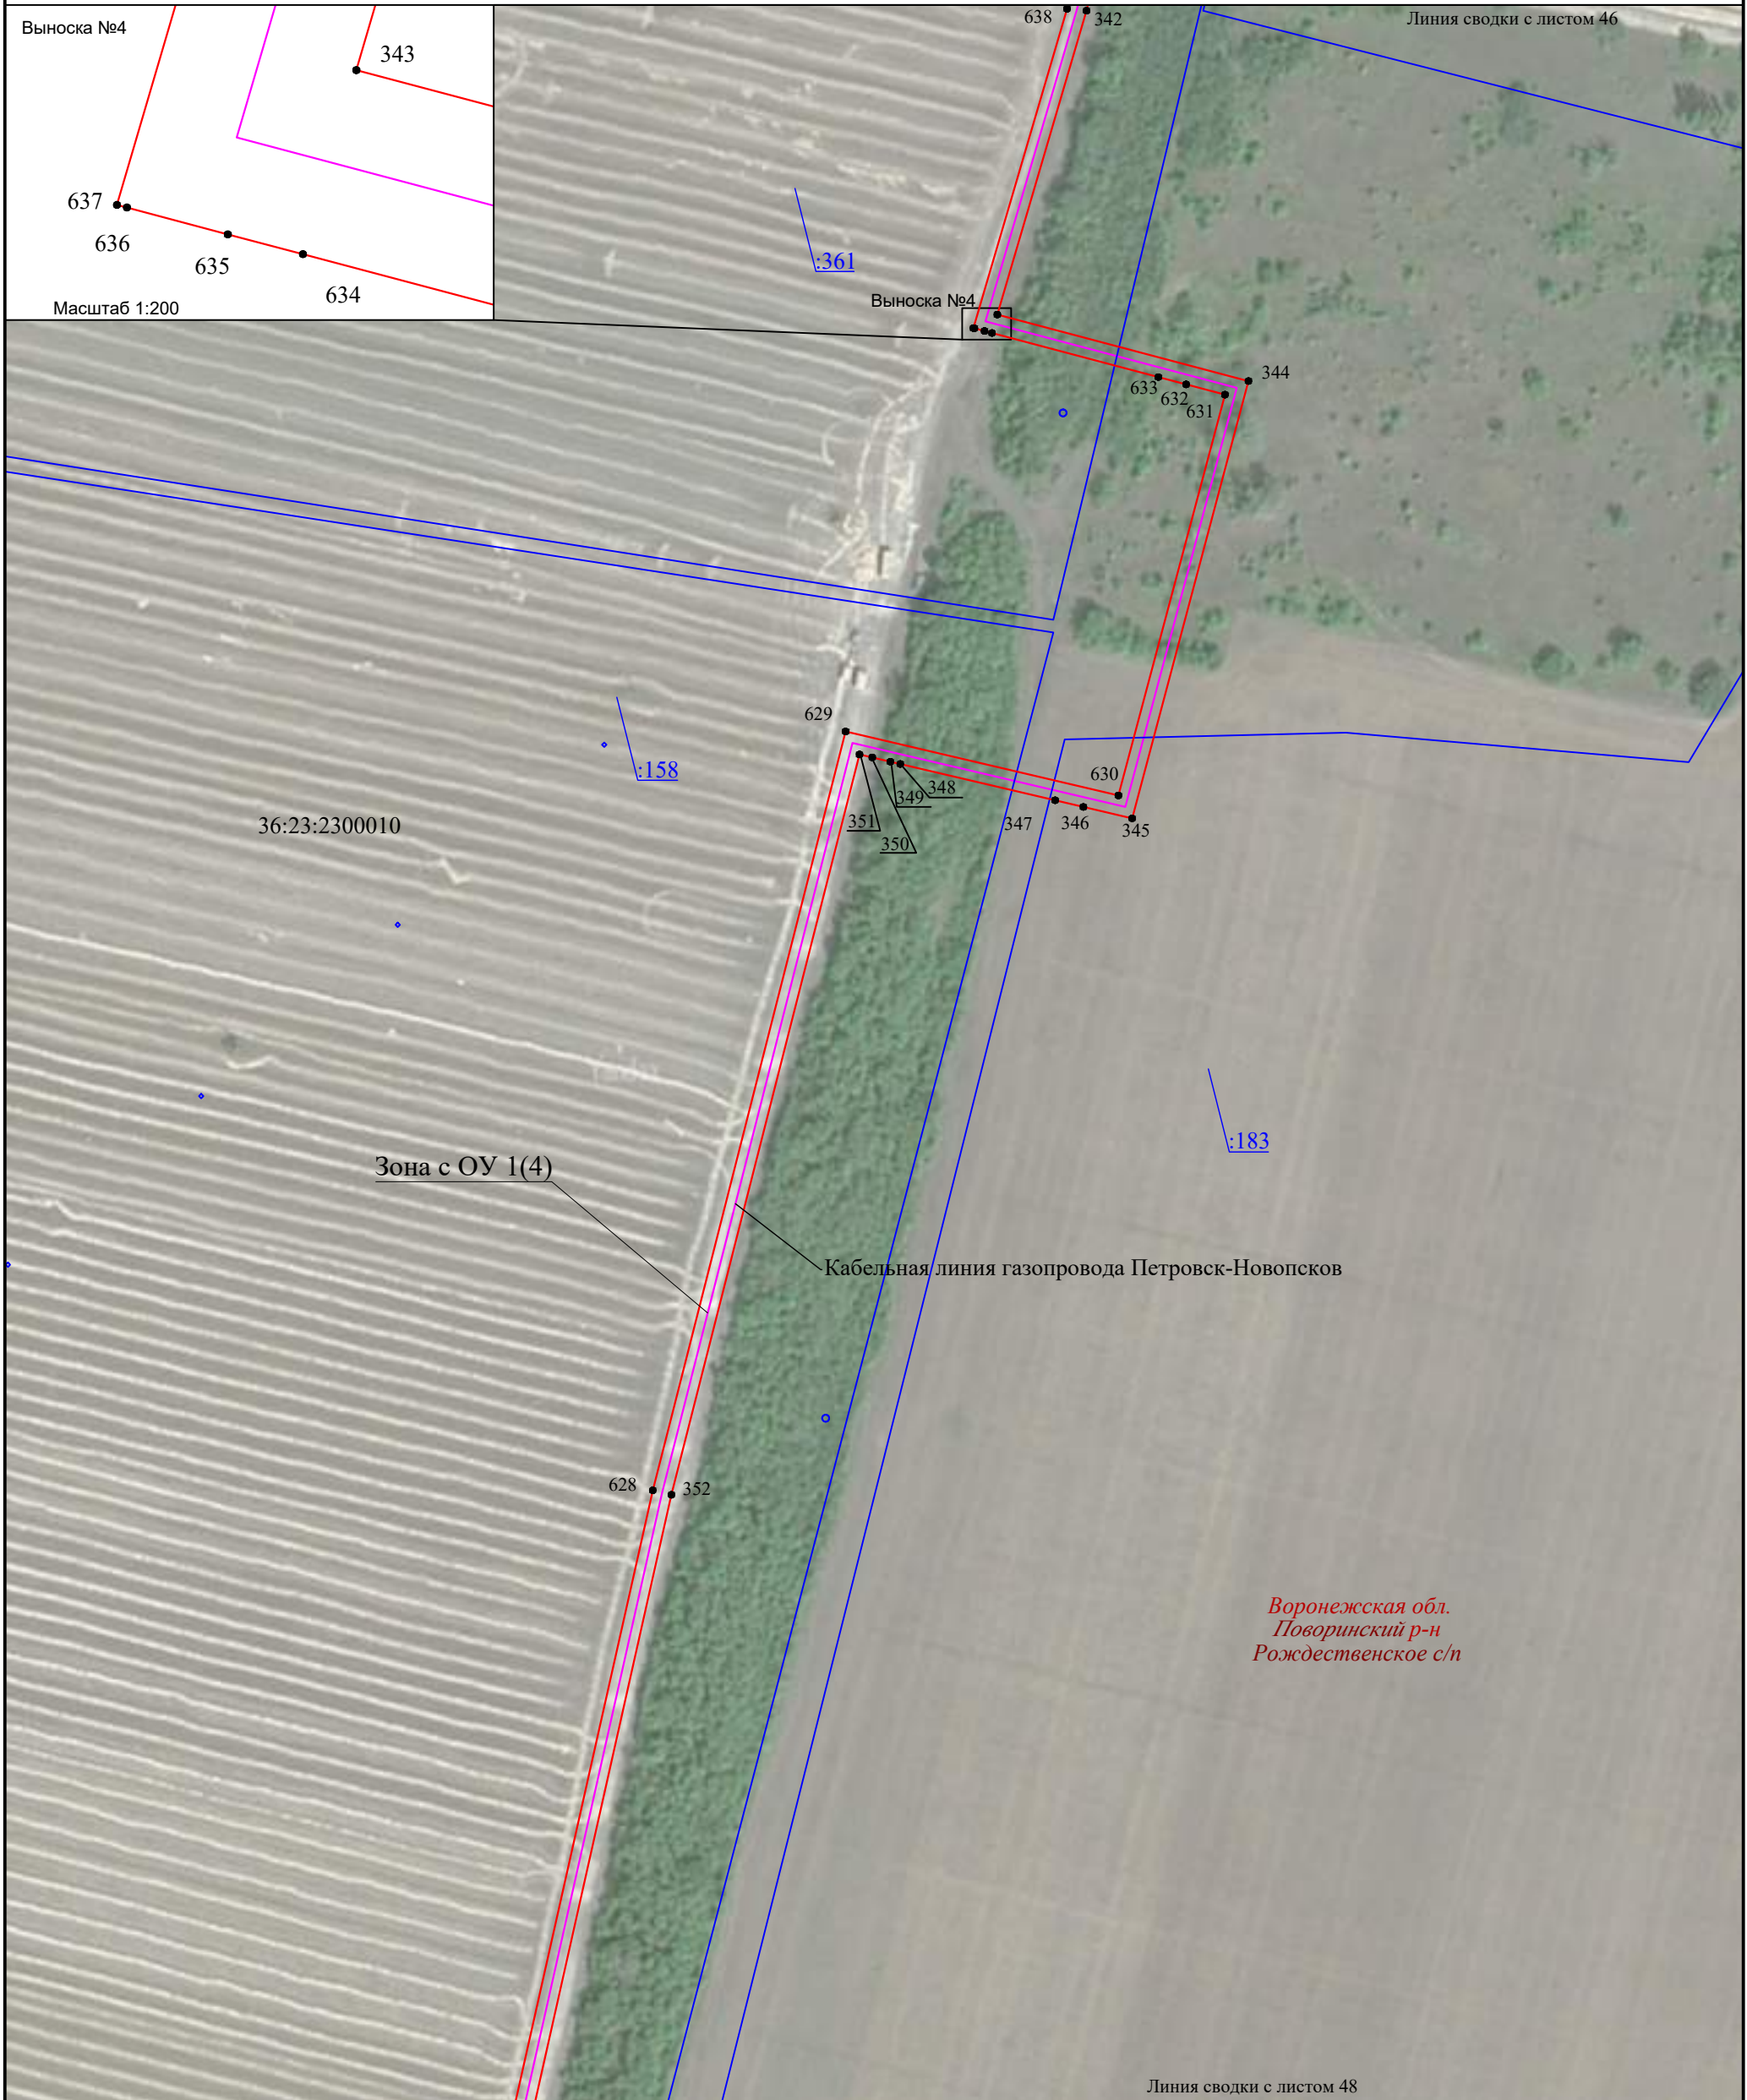 Выноска №4
343
637
636
635
634
Масштаб 1:200
638
342
Линия сводки с листом 46
:361
Выноска №4
344
633
632
631
629
:158
630
348
349
351
350
347
346
345
36:23:2300010
:183
Зона с ОУ 1(4)
Кабельная линия газопровода Петровск-Новопсков
628
352
Воронежская обл.
Поворинский р-н
Рождественское с/п
Линия сводки с листом 48